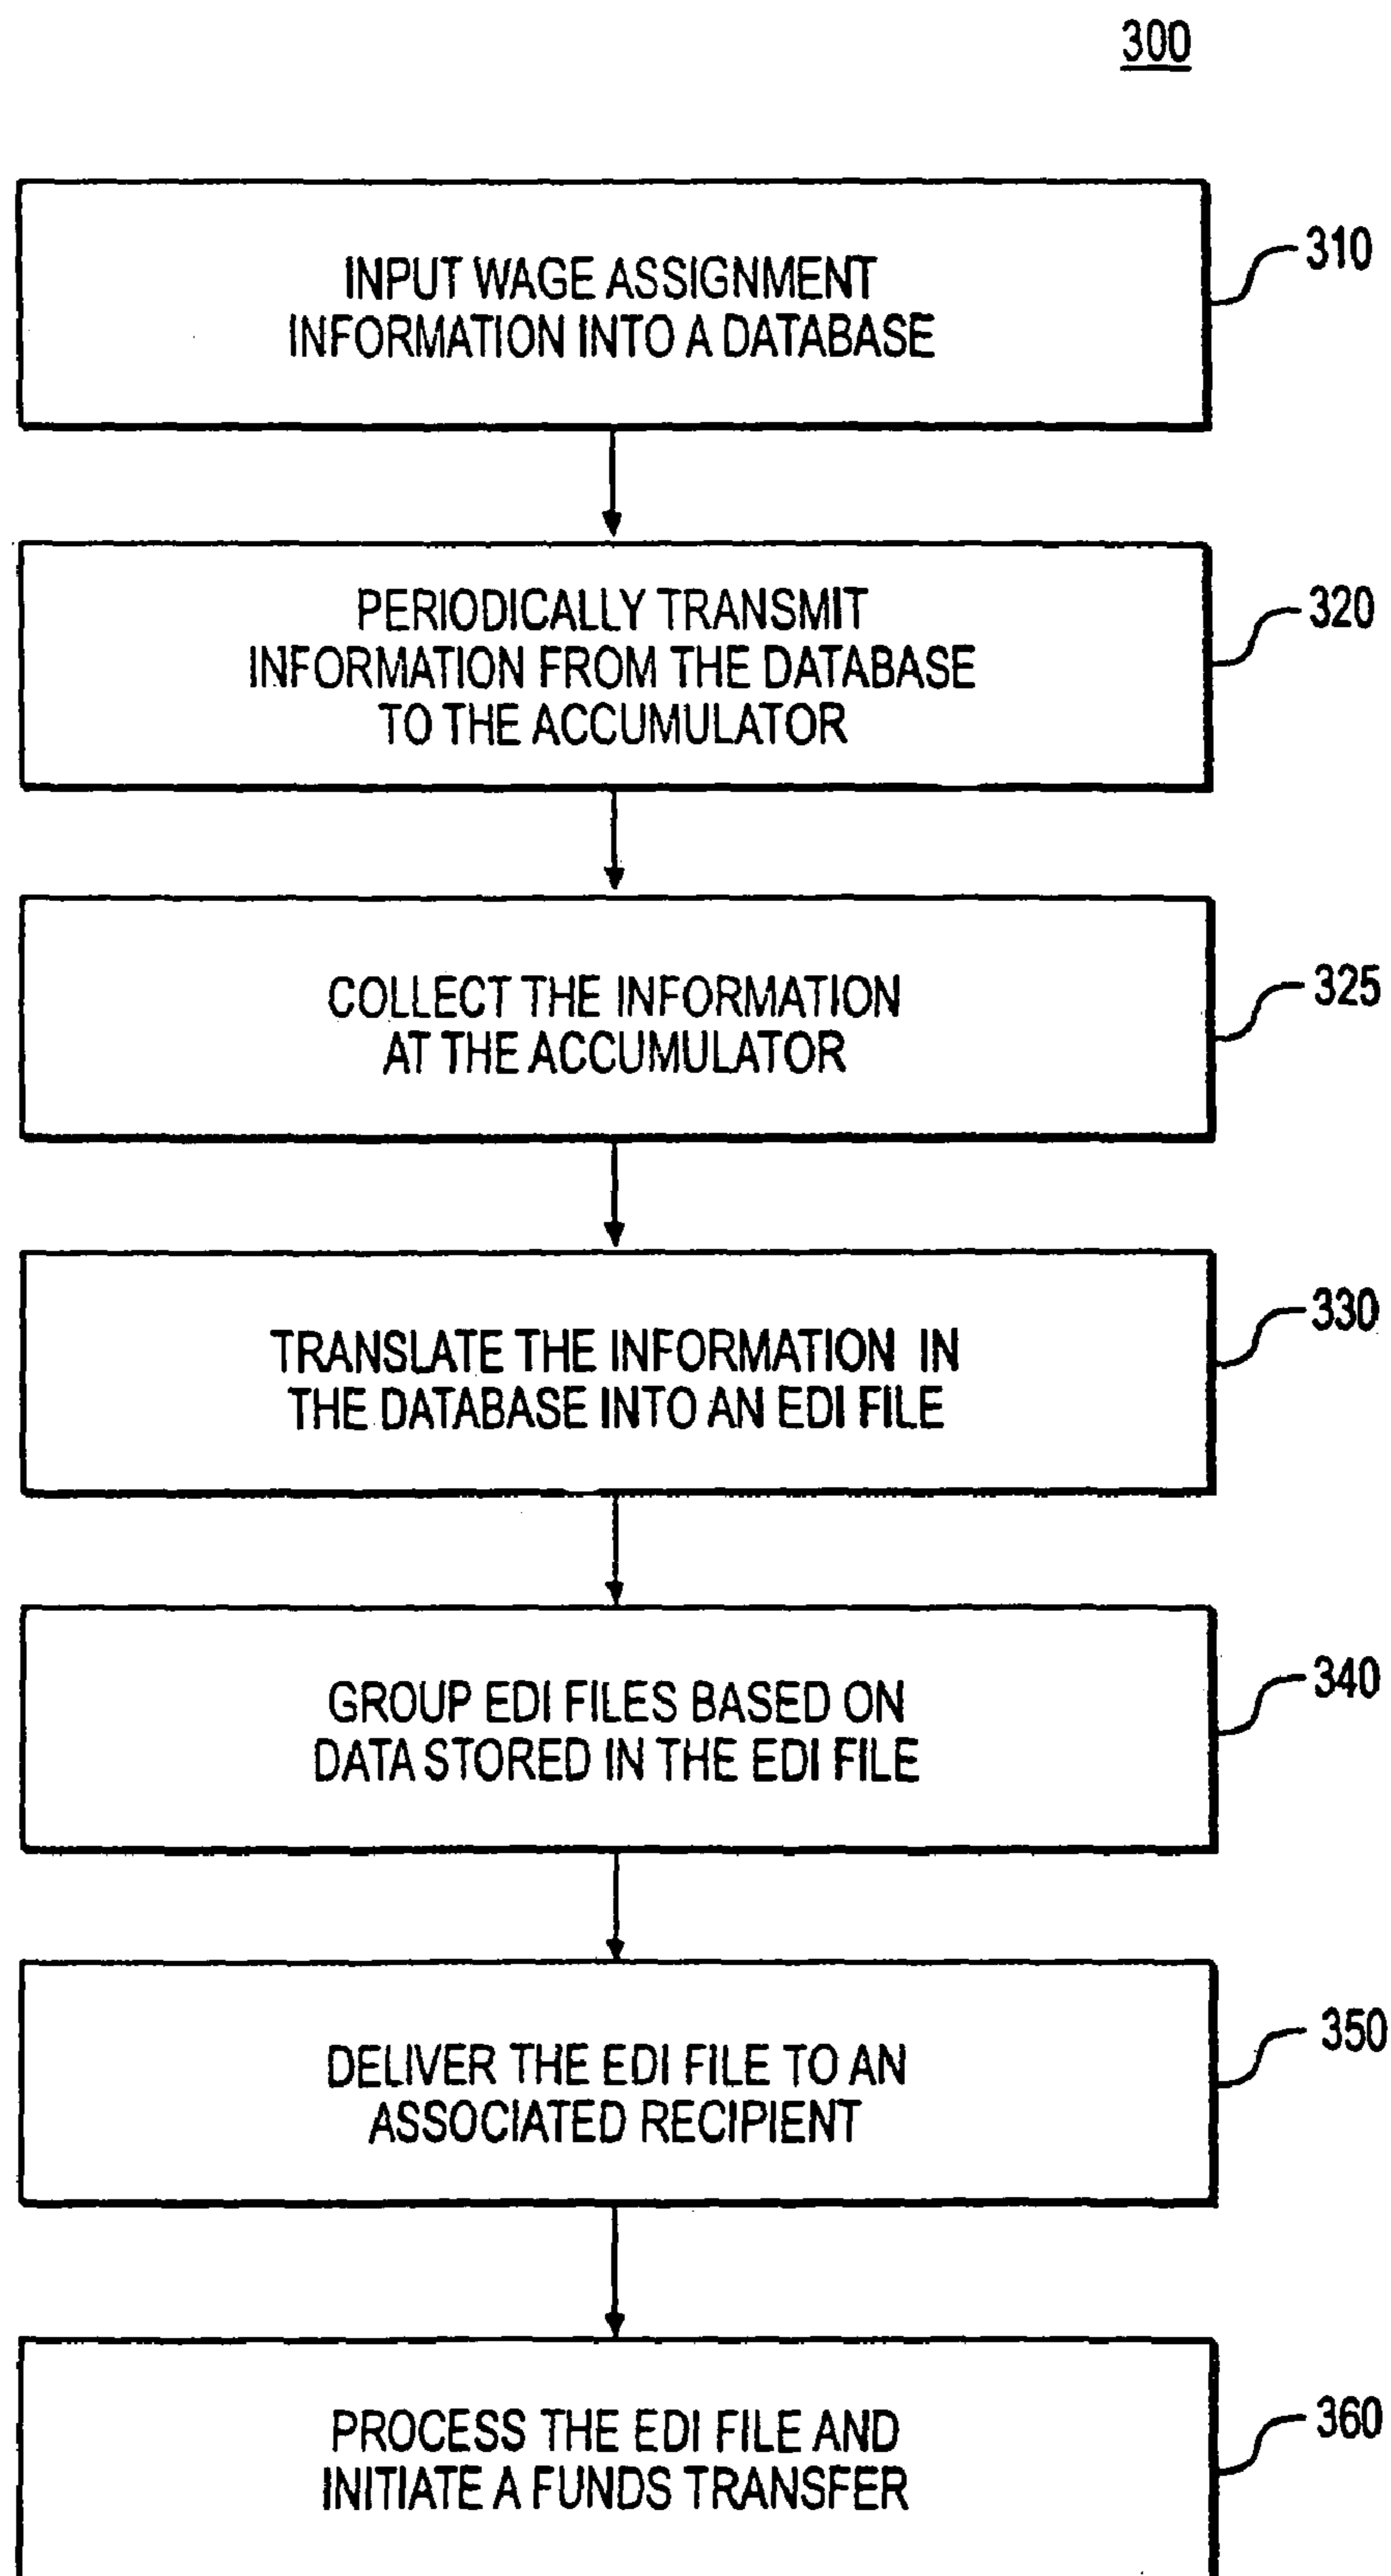 300
INPUT WAGE ASSIGNMENT
INFORMATION INTO A DATABASE
310
PERIODICALLY TRANSMIT
INFORMATION FROM THE DATABASE
TO THE ACCUMULATOR
320
COLLECT THE INFORMATION
AT THE ACCUMULATOR
325
TRANSLATE THE INFORMATION IN
THE DATABASE INTO AN EDI FILE
330
GROUP EDI FILES BASED ON
DATA STORED IN THE EDI FILE
340
DELIVER THE EDI FILE TO AN
ASSOCIATED RECIPIENT
350
PROCESS THE EDI FILE AND
INITIATE A FUNDS TRANSFER
360